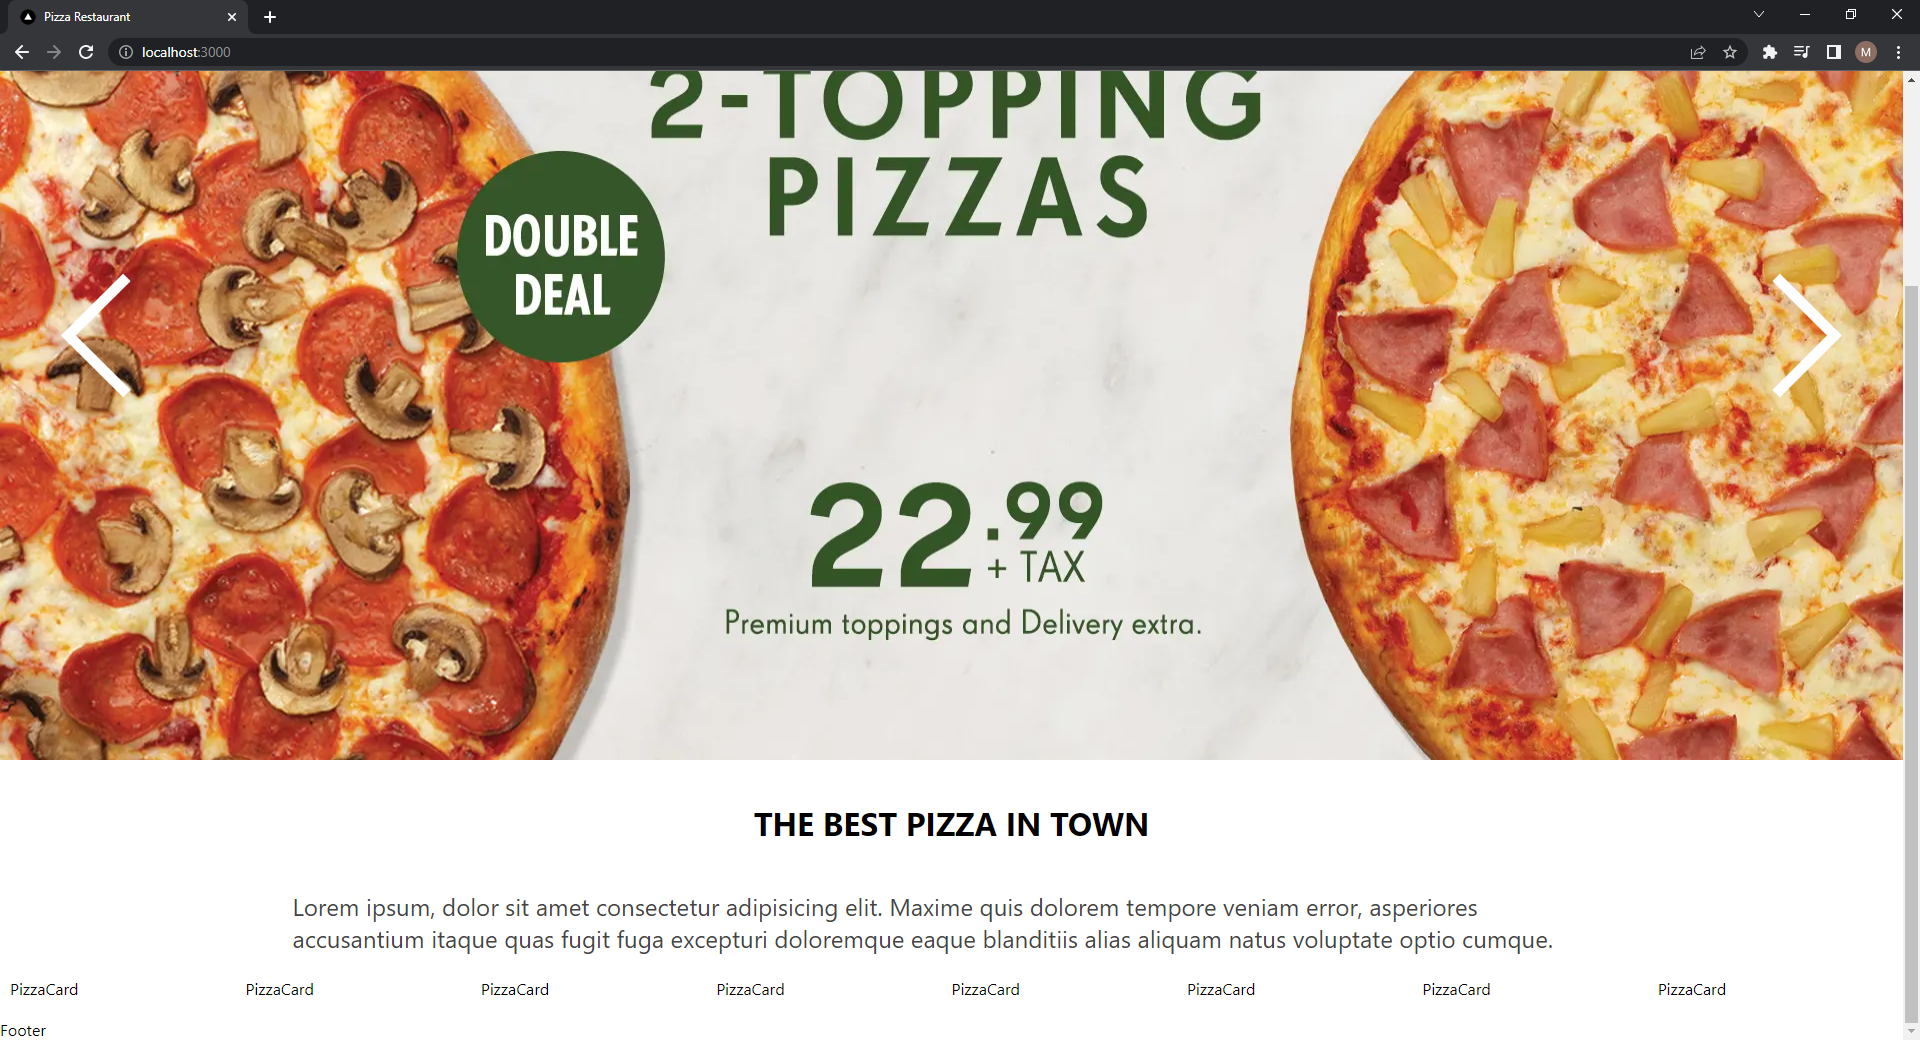 Pizza Restaurant
localhost:3000
M
2-TOPPING
PIZZAS
DOUBLE
DEAL
22.99
+ TAX
Premium toppings and Delivery extra.
THE BEST PIZZA IN TOWN
Lorem ipsum, dolor sit amet consectetur adipisicing elit. Maxime quis dolorem tempore veniam error, asperiores
accusantium itaque quas fugit fuga excepturi doloremque eaque blanditiis alias aliquam natus voluptate optio cumque.
PizzaCard PizzaCard PizzaCard PizzaCard PizzaCard PizzaCard PizzaCard PizzaCard
Footer